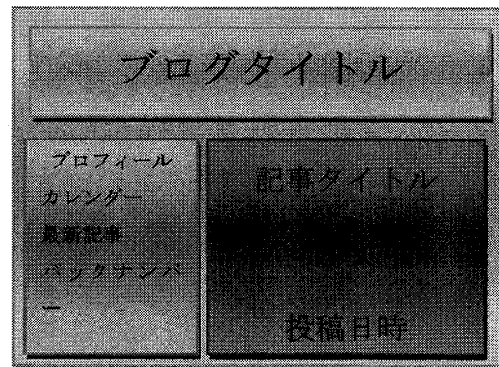 ブログタイトル
プロフィール
カレンダー
最新記事
バックナンバ
ー
記事タイトル
投稿日時